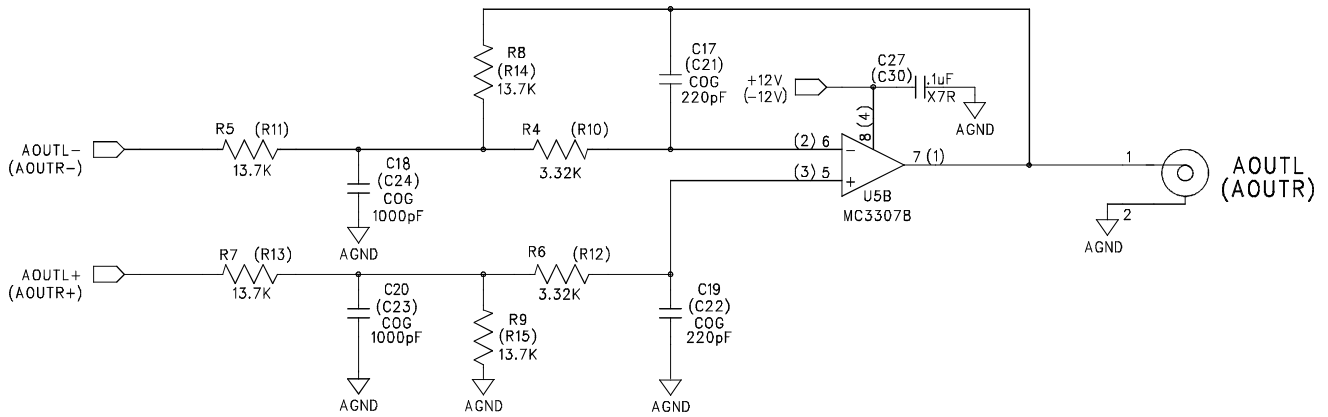 R8
(R14)
13.7K
C17
(C21)
COG
220pF
+12V
(-12V)
C27
(C30)
.1uF
X7R
AGND
8 (4)
AOUTL-
(AOUTR-)
R5 (R11)
13.7K
C18
(C24)
COG
1000pF
AGND
R4 (R10)
3.32K
(2) 6
(3) 5
-
+
U5B
MC33078
7 (1)
1
2
AGND
AOUTL
(AOUTR)
AOUTL+
(AOUTR+)
R7 (R13)
13.7K
C20
(C23)
COG
1000pF
AGND
R6 (R12)
3.32K
R9
(R15)
13.7K
AGND
C19
(C22)
COG
220pF
AGND